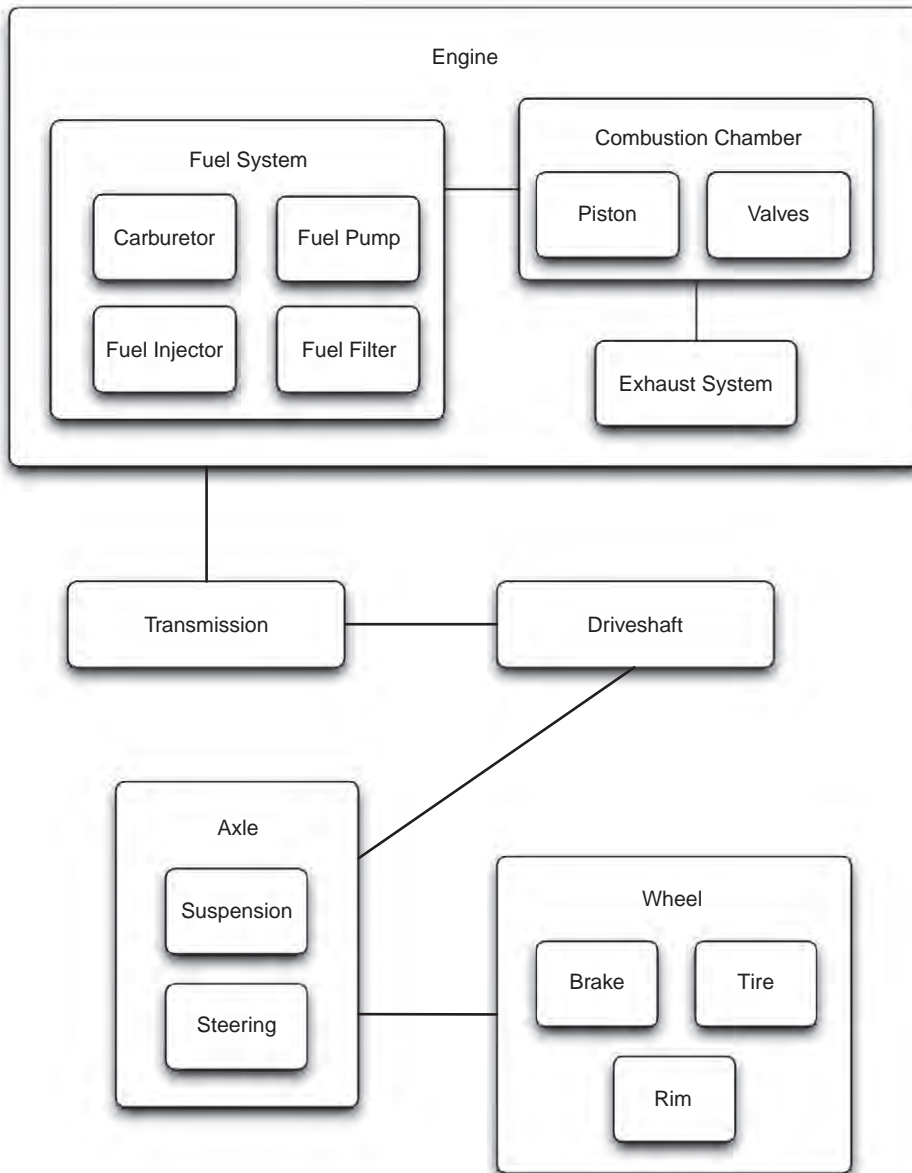 Engine
Fuel System
Carburetor
Fuel Pump
Fuel Injector
Fuel Filter
Combustion Chamber
Piston
Valves
Exhaust System
Transmission
Driveshaft
Axle
Suspension
Steering
Wheel
Brake
Tire
Rim